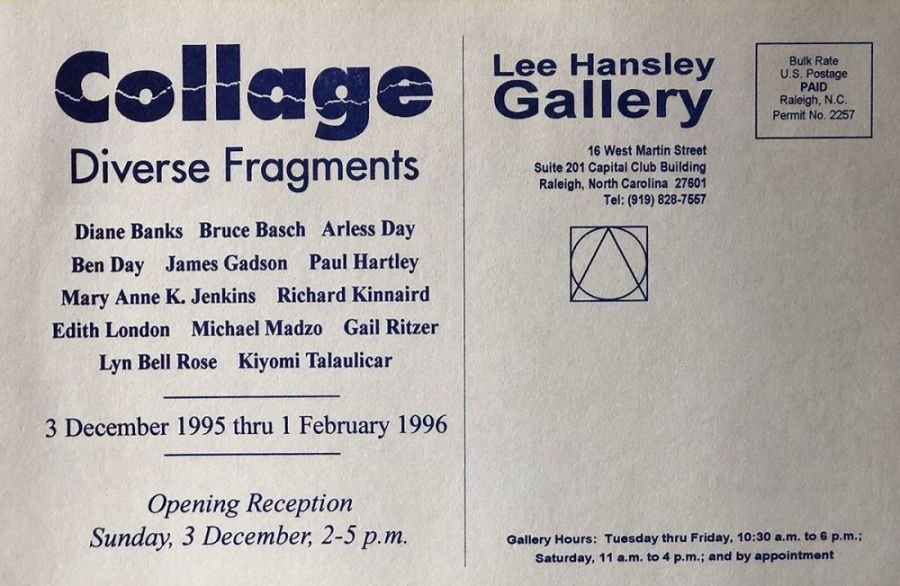 Collage
Diverse Fragments
Diane Banks Bruce Basch Arless Day
Ben Day James Gadson Paul Hartley
Mary Anne K. Jenkins Richard Kinnaird
Edith London Michael Madzo Gail Ritzer
Lyn Bell Rose Kiyomi Talaulicar
3 December 1995 thru 1 February 1996
Opening Reception
Sunday, 3 December, 2-5 p.m.
Lee Hansley
Gallery
16 West Martin Street
Suite 201 Capital Club Building
Raleigh, North Carolina 27601
Tel: (919) 828-7557
Bulk Rate
U.S. Postage
PAID
Raleigh, N.C.
Permit No. 2257
Gallery Hours: Tuesday thru Friday, 10:30 a.m. to 6 p.m.;
Saturday, 11 a.m. to 4 p.m.; and by appointment